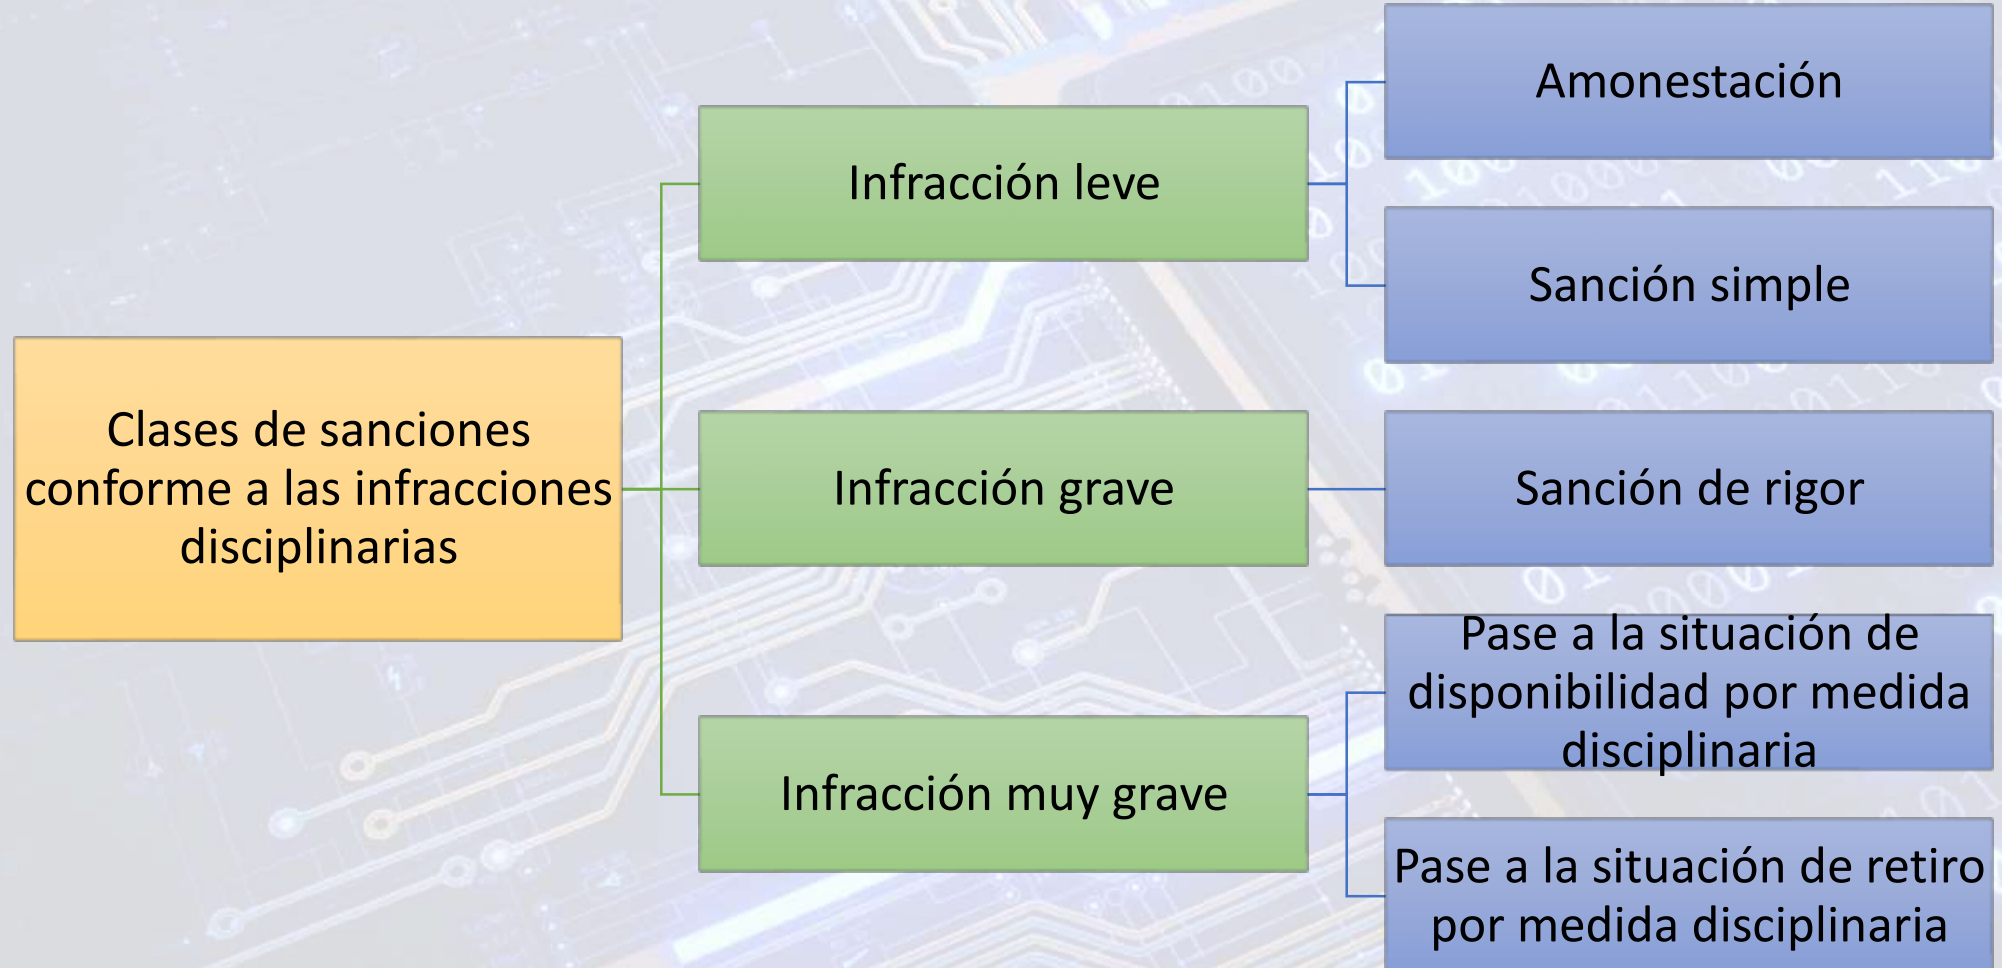 Clases de sanciones
conforme a las infracciones
disciplinarias
Infracción leve
Amonestación
Sanción simple
Infracción grave
Sanción de rigor
Infracción muy grave
Pase a la situación de
disponibilidad por medida
disciplinaria
Pase a la situación de retiro
por medida disciplinaria